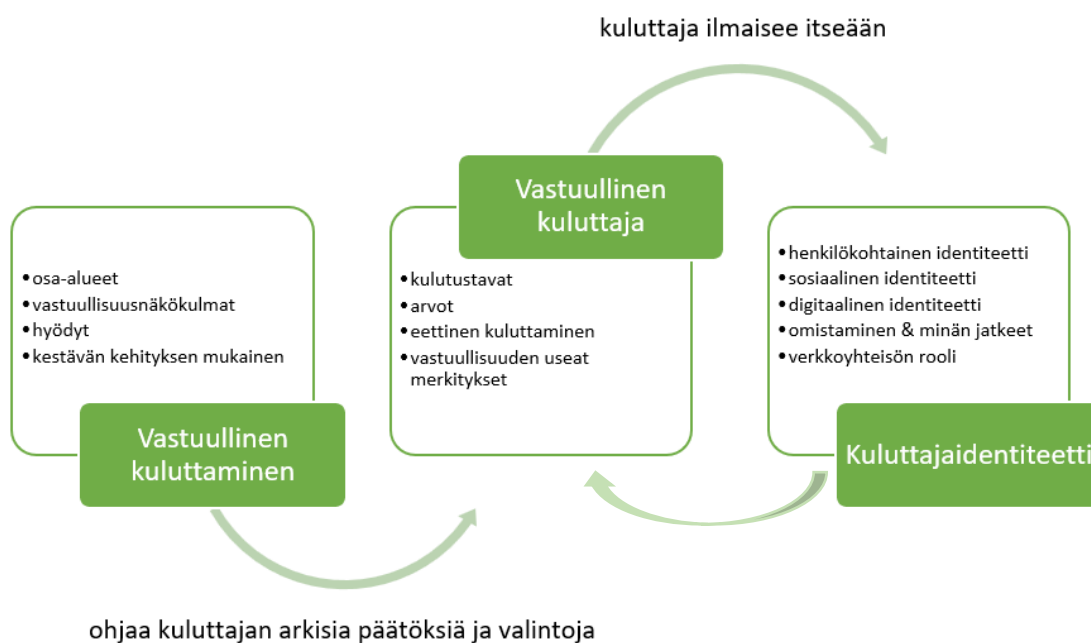 kuluttaja ilmaisee itseään
• osa-alueet
• vastuullisuusnäkökulmat
• hyödyt
• kestävän kehityksen mukainen
Vastuullinen
kuluttaminen
Vastuullinen
kuluttaja
• kulutustavat
• arvot
• eettinen kuluttaminen
• vastuullisuuden useat
merkitykset
• henkilökohtainen identiteetti
• sosiaalinen identiteetti
• digitaalinen identiteetti
• omistaminen & minän jatkeet
• verkkoyhteisön rooli
Kuluttajaidentiteetti
ohjaa kuluttajan arkisia päätöksiä ja valintoja